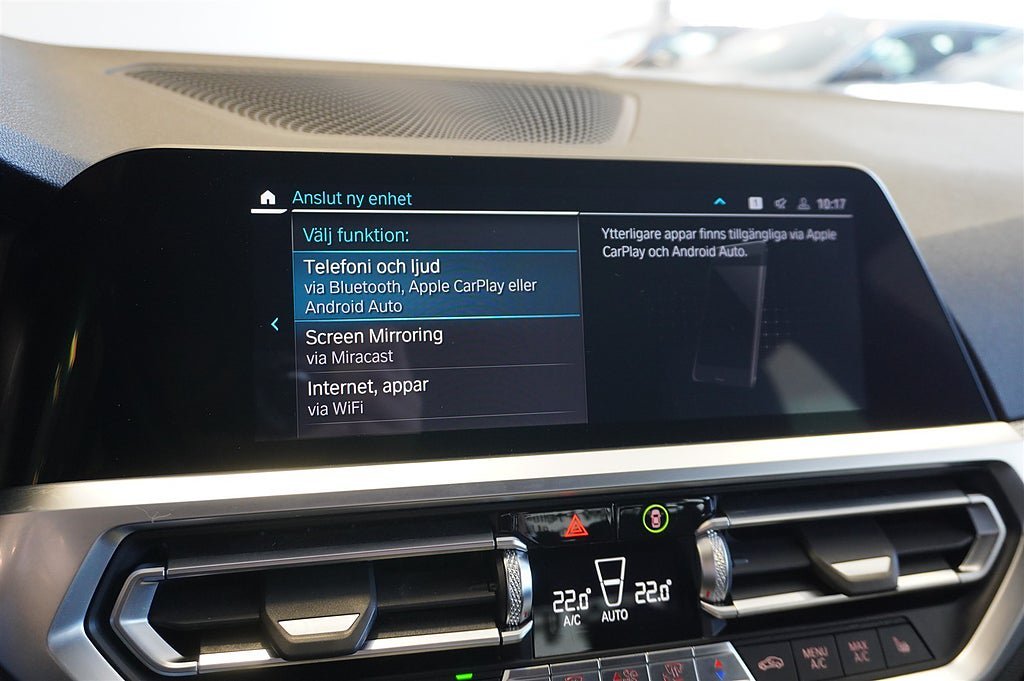 Anslut ny enhet
1
10:17
Välj funktion:
Telefoni och ljud
via Bluetooth, Apple CarPlay eller
Android Auto
Screen Mirroring
via Miracast
Internet, appar
via WiFi
Ytterligare appar finns tillgängliga via Apple
CarPlay och Android Auto.
22.0°
22.0°
A/C
AUTO
MENU
A/C
MAX
A/C